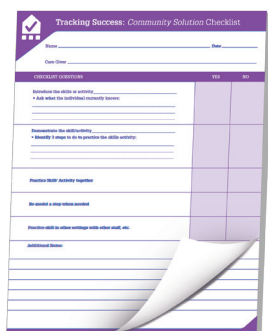 Tracking Success: Community Solution Checklist
Name
Date
Care Giver
CHECKLIST QUESTIONS YES NO
Introduce the skills or activity
• Ask what the individual currently knows:
Demonstrate the skill/activity
• Identify 3 steps to do to practice the skills activity:
Practice Skill/ Activity together
Re-model a step when needed
Practice skill in other settings with other staff, etc.
Additional Notes: